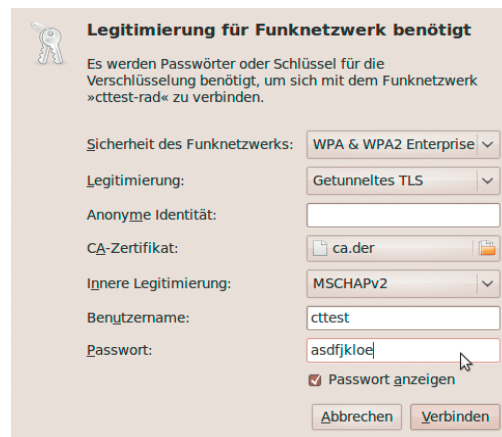 Legitimierung für Funknetzwerk benötigt
Es werden Passwörter oder Schlüssel für die
Verschlüsselung benötigt, um sich mit dem Funknetzwerk
»cttest-rad« zu verbinden.
Sicherheit des Funknetzwerks: WPA & WPA2 Enterprise
Legitimierung: Getunneltes TLS
Anonyme Identität:
CA-Zertifikat: ca.der
Innere Legitimierung: MSCHAPv2
Benutzername: cttest
Passwort: asdfjkloe
Passwort anzeigen
Abbrechen Verbinden